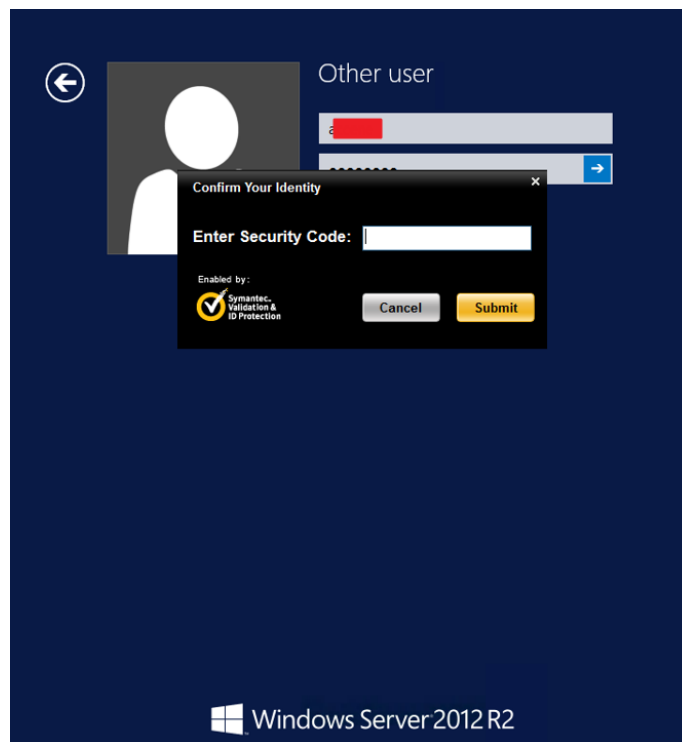 Other user
a
Confirm Your Identity
Enter Security Code:
Enabled by:
Symantec.
Validation &
ID Protection
Cancel
Submit
Windows Server 2012 R2